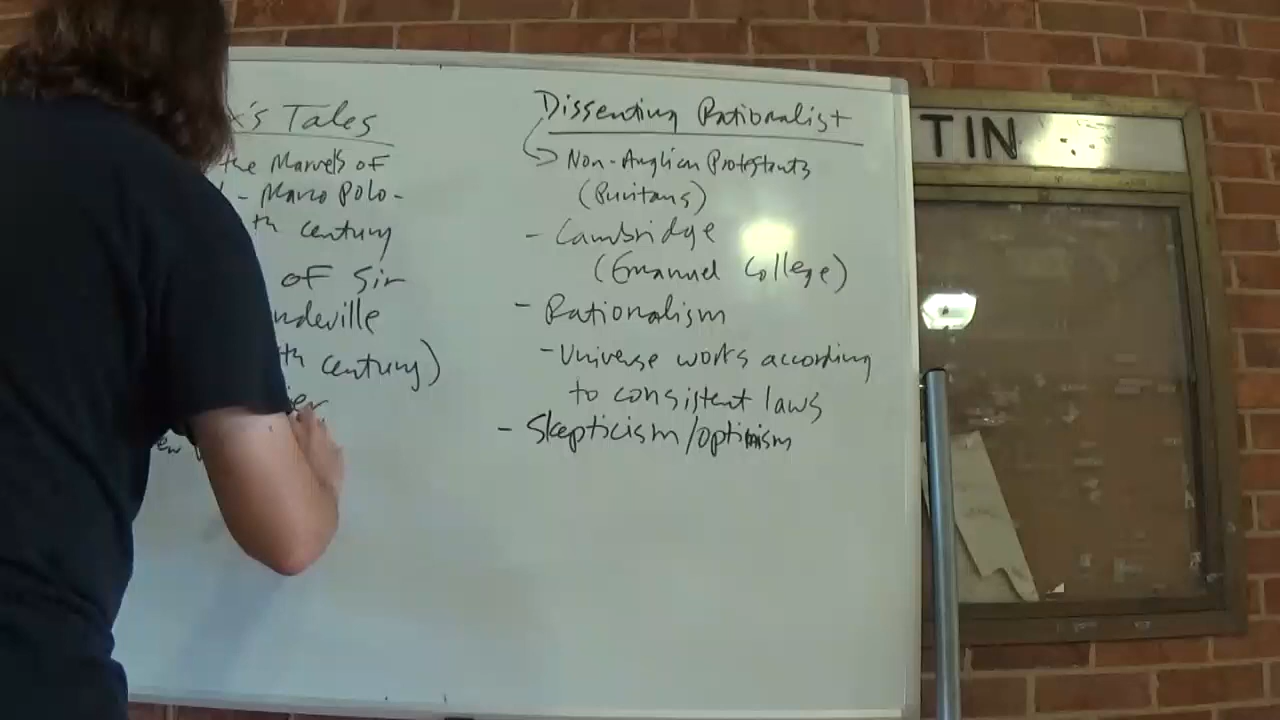 x's Tales
the Marvels of
- Marco Polo -
th century
of Sir
ndeville
th century)
ew
Dissenting Rationalist
Non-Anglican Protestants
(Puritans)
- Cambridge
(Emanuel College)
- Rationalism
- Universe works according
to consistent laws
- Skepticism/optimism
TIN